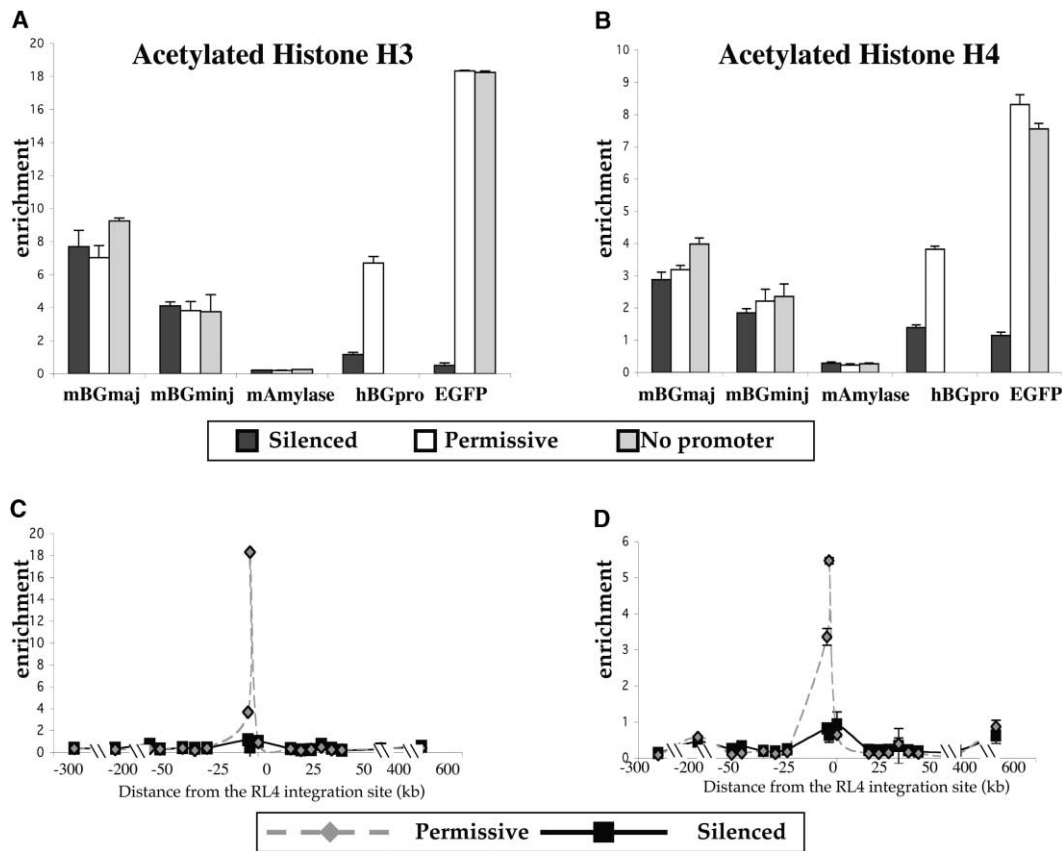 A
Acetylated Histone H3
enrichment
20
18
16
14
12
10
8
6
4
2
0
mBGmaj mBGminj mAmylase hBGpro EGFP
B
Acetylated Histone H4
enrichment
10
9
8
7
6
5
4
3
2
1
0
mBGmaj mBGminj mAmylase hBGpro EGFP
Silenced Permissive No promoter
C
enrichment
20
18
16
14
12
10
8
6
4
2
0
-300 -200 -50 -25 0 25 50 400 600
Distance from the RL4 integration site (kb)
D
enrichment
6
5
4
3
2
1
0
-300 -200 -50 -25 0 25 50 400 600
Distance from the RL4 integration site (kb)
Permissive Silenced